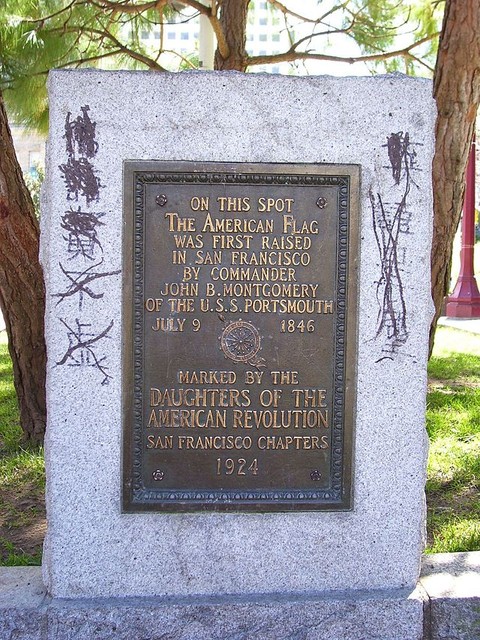 ON THIS SPOT
THE AMERICAN FLAG
WAS FIRST RAISED
IN SAN FRANCISCO
BY COMMANDER
JOHN B. MONTGOMERY
OF THE U.S.S. PORTSMOUTH
JULY 9 1846
MARKED BY THE
DAUGHTERS OF THE
AMERICAN REVOLUTION
SAN FRANCISCO CHAPTERS
1924